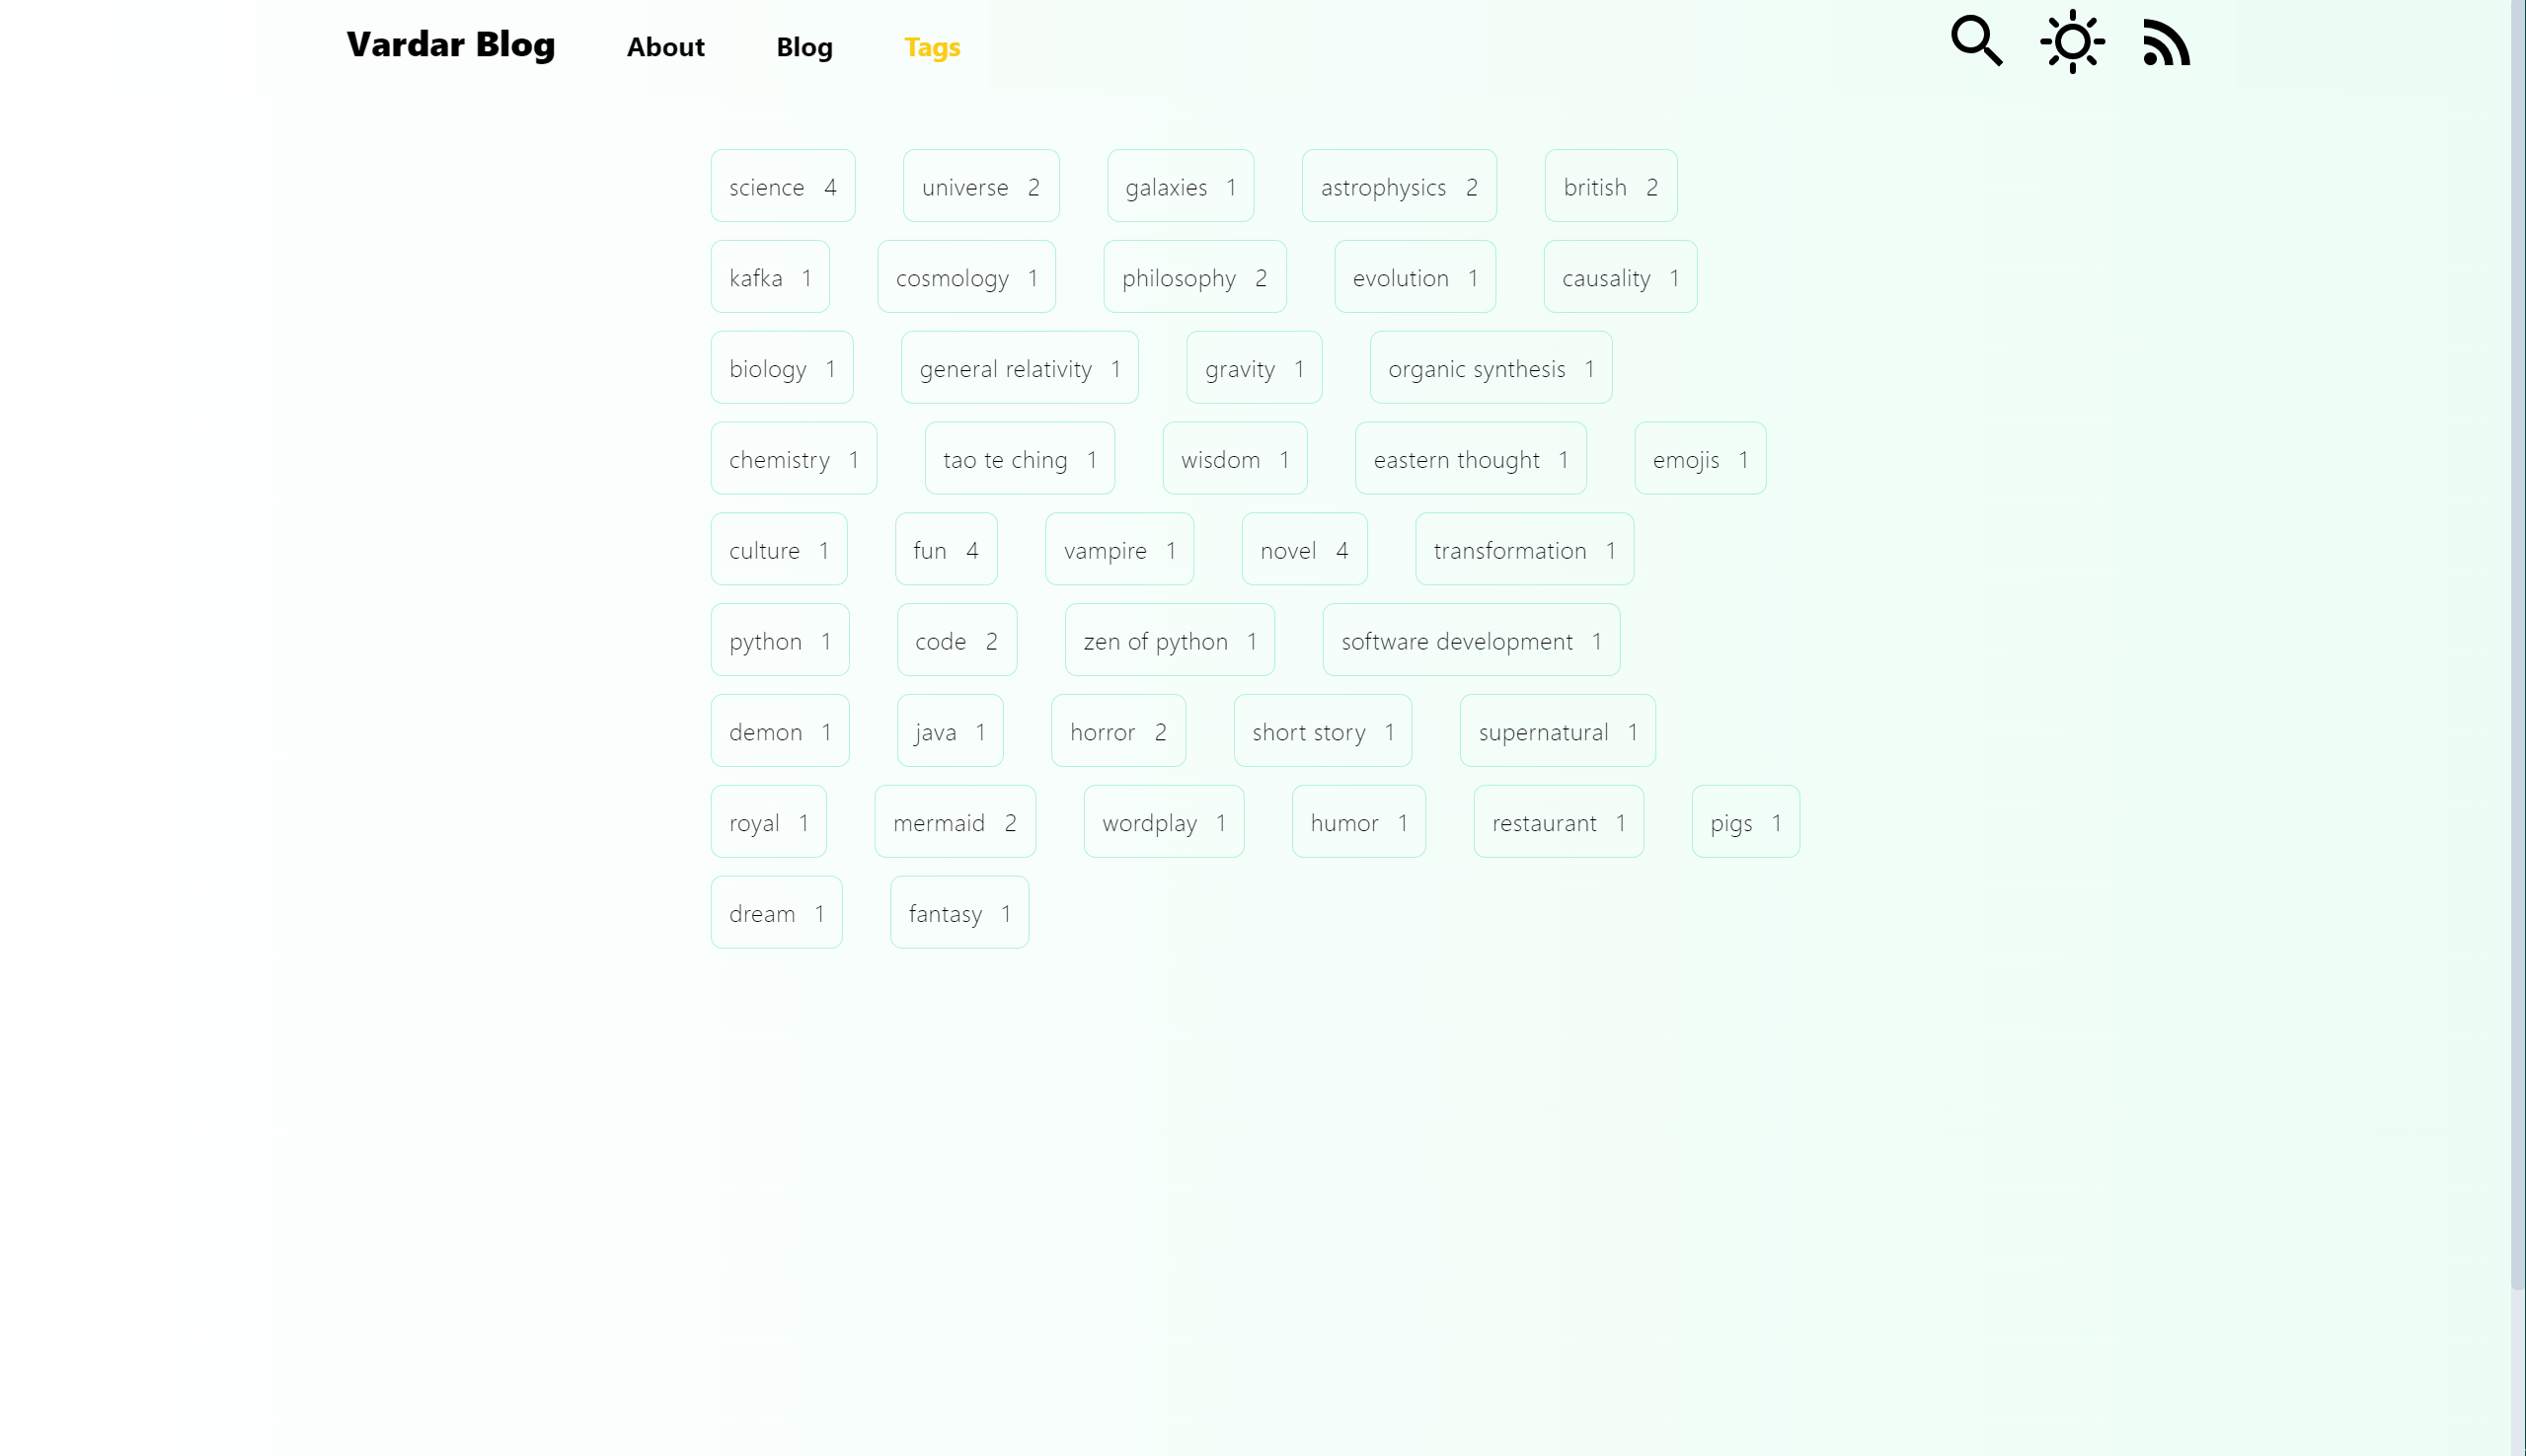 Vardar Blog About Blog Tags
science 4 universe 2 galaxies 1 astrophysics 2 british 2
kafka 1 cosmology 1 philosophy 2 evolution 1 causality 1
biology 1 general relativity 1 gravity 1 organic synthesis 1
chemistry 1 tao te ching 1 wisdom 1 eastern thought 1 emojis 1
culture 1 fun 4 vampire 1 novel 4 transformation 1
python 1 code 2 zen of python 1 software development 1
demon 1 java 1 horror 2 short story 1 supernatural 1
royal 1 mermaid 2 wordplay 1 humor 1 restaurant 1 pigs 1
dream 1 fantasy 1